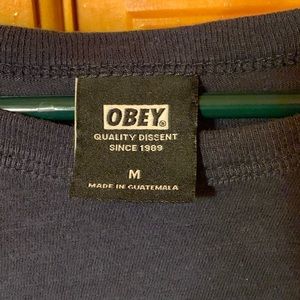 OBEY®
QUALITY DISSENT
SINCE 1989
M
MADE IN GUATEMALA